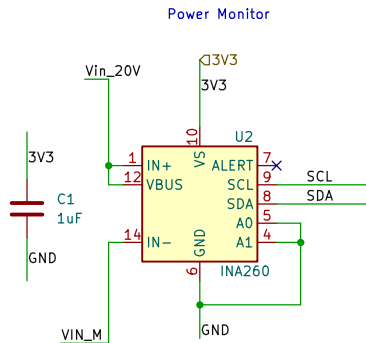 Power Monitor
3V3
Vin_20V
3V3
10
U2
1 IN+ VS ALERT 7
12 VBUS SCL 9 SCL
SDA 8 SDA
A0 5
14 IN- GND A1 4
6 INA260
3V3
C1
1uF
GND
GND
VIN_M